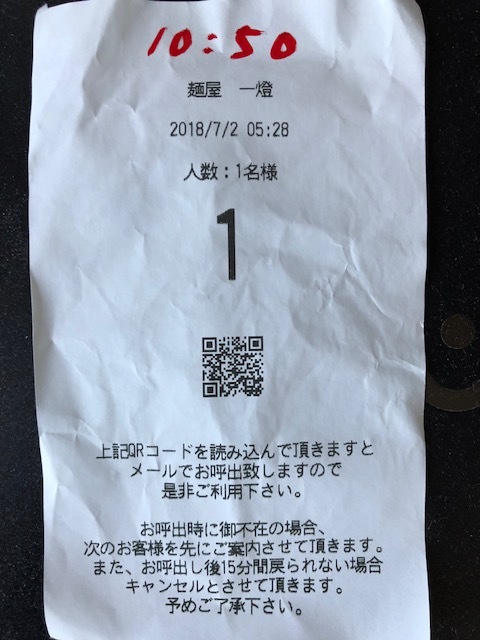 10:50
麺屋　一燈
2018/7/2 05:28
人数:1名様
1
上記QRコードを読み込んで頂きますと
メールでお呼出致しますので
是非ご利用下さい。
お呼出時に御不在の場合、
次のお客様を先にご案内させて頂きます。
また、お呼出し後15分間戻られない場合
キャンセルとさせて頂きます。
予めご了承下さい。